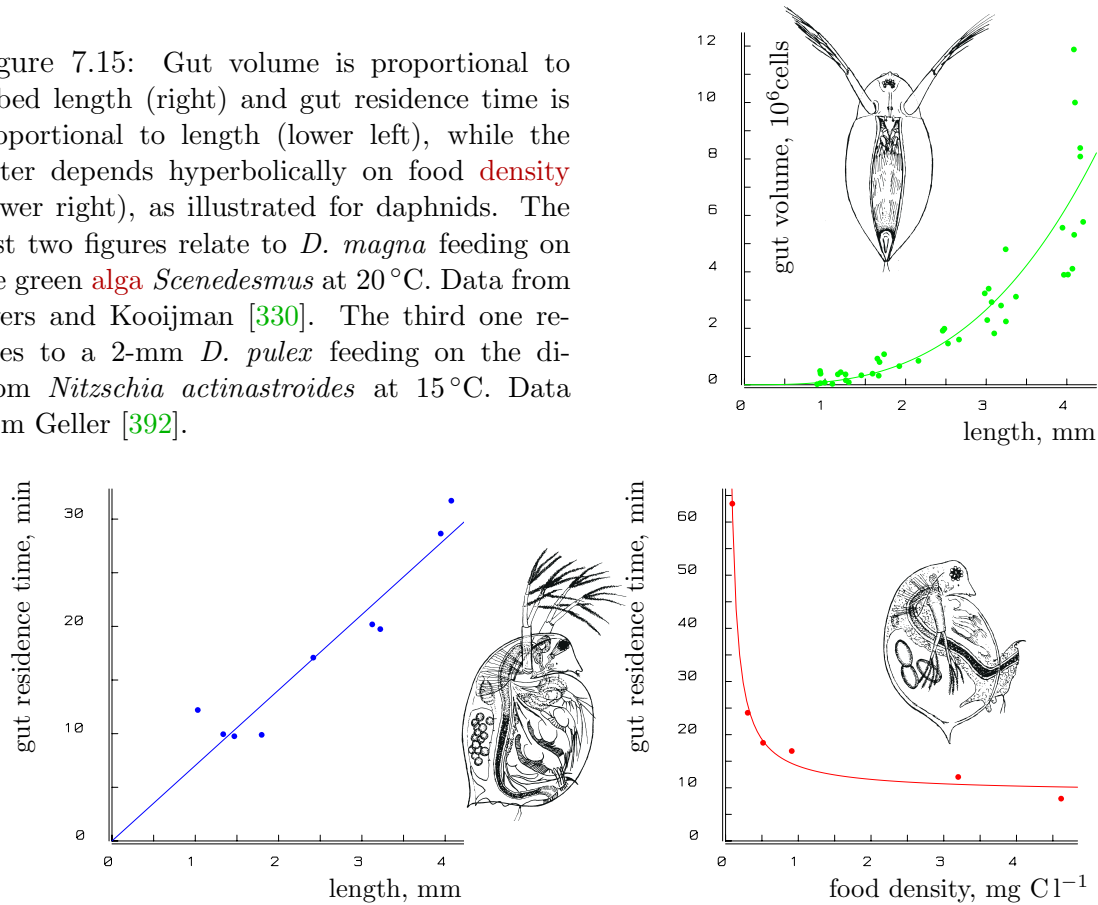 gure 7.15: Gut volume is proportional to
bed length (right) and gut residence time is
oportional to length (lower left), while the
ter depends hyperbolically on food density
wer right), as illustrated for daphnids. The
st two figures relate to D. magna feeding on
e green alga Scenedesmus at 20 °C. Data from
ers and Kooijman [330]. The third one re-
es to a 2-mm D. pulex feeding on the di-
om Nitzschia actinastroides at 15 °C. Data
m Geller [392].
gut volume, 10⁶cells
12
10
8
6
4
2
0
0 1 2 3 4
length, mm
gut residence time, min
30
20
10
0
0 1 2 3 4
length, mm
gut residence time, min
60
50
40
30
20
10
0
0 1 2 3 4
food density, mg C l⁻¹